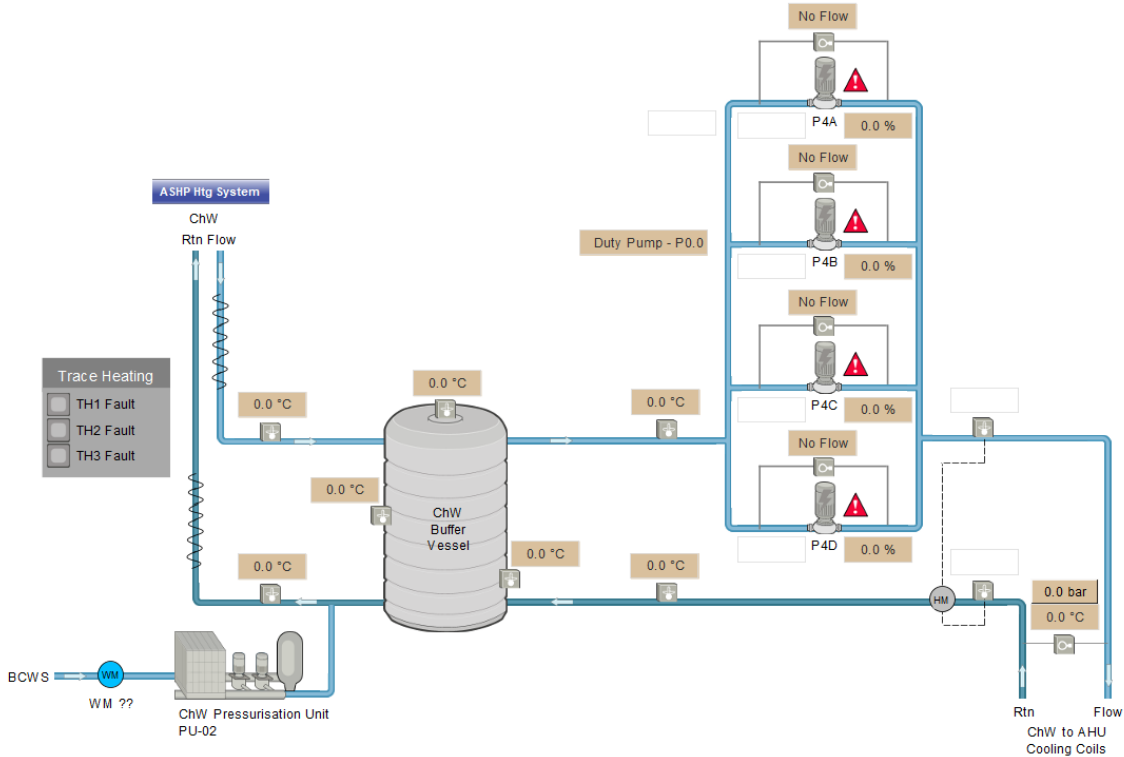 No Flow
P4A
0.0 %
No Flow
ASHP Htg System
ChW
Rtn Flow
Duty Pump - P0.0
P4B
0.0 %
No Flow
Trace Heating
TH1 Fault
TH2 Fault
TH3 Fault
0.0 °C
0.0 °C
0.0 °C
P4C
0.0 %
No Flow
0.0 °C
ChW
Buffer
Vessel
P4D
0.0 %
0.0 °C
0.0 °C
0.0 °C
HM
0.0 bar
0.0 °C
BCWS
WM
WM ??
ChW Pressurisation Unit
PU-02
Rtn
Flow
ChW to AHU
Cooling Coils